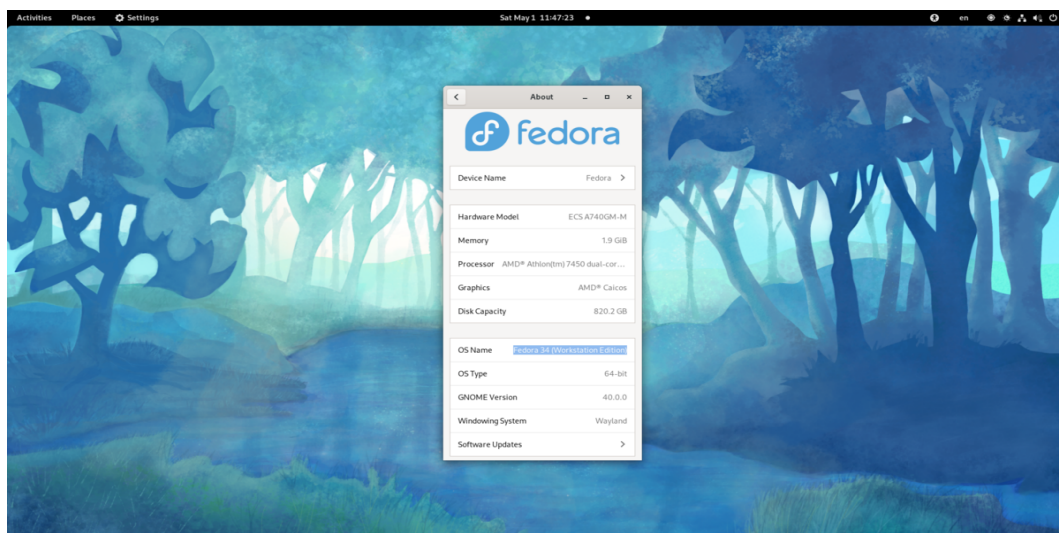 Activities Places Settings Sat May 1 11:47:23 en
About
fedora
Device Name Fedora
Hardware Model ECS A740GM-M
Memory 1.9 GiB
Processor AMD® Athlon(tm) 7450 dual-cor...
Graphics AMD® Caicos
Disk Capacity 820.2 GB
OS Name Fedora 34 (Workstation Edition)
OS Type 64-bit
GNOME Version 40.0.0
Windowing System Wayland
Software Updates